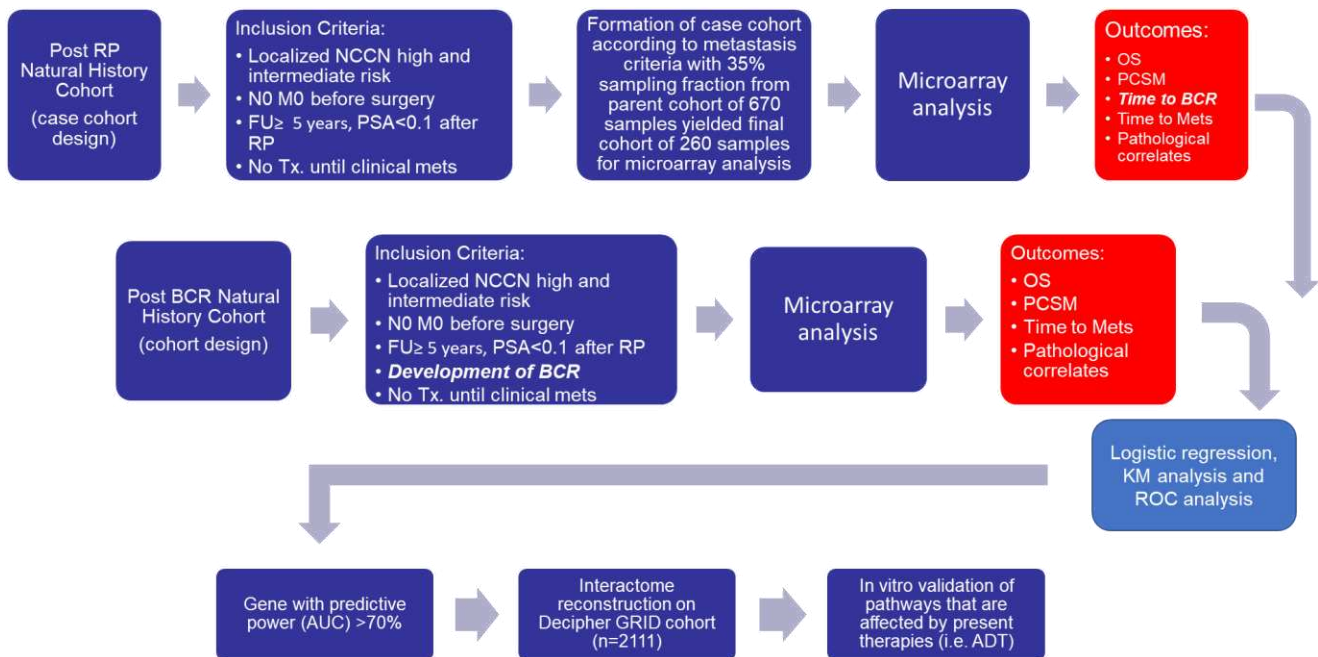 Post RP
Natural History
Cohort
(case cohort
design)
Inclusion Criteria:
• Localized NCCN high and
intermediate risk
• N0 M0 before surgery
• FU≥ 5 years, PSA<0.1 after
RP
• No Tx. until clinical mets
Formation of case cohort
according to metastasis
criteria with 35%
sampling fraction from
parent cohort of 670
samples yielded final
cohort of 260 samples
for microarray analysis
Microarray
analysis
Outcomes:
• OS
• PCSM
• Time to BCR
• Time to Mets
• Pathological
correlates
Post BCR Natural
History Cohort
(cohort design)
Inclusion Criteria:
• Localized NCCN high and
intermediate risk
• N0 M0 before surgery
• FU≥ 5 years, PSA<0.1 after RP
• Development of BCR
• No Tx. until clinical mets
Microarray
analysis
Outcomes:
• OS
• PCSM
• Time to Mets
• Pathological
correlates
Logistic regression,
KM analysis and
ROC analysis
Gene with predictive
power (AUC) >70%
Interactome
reconstruction on
Decipher GRID cohort
(n=2111)
In vitro validation of
pathways that are
affected by present
therapies (i.e. ADT)